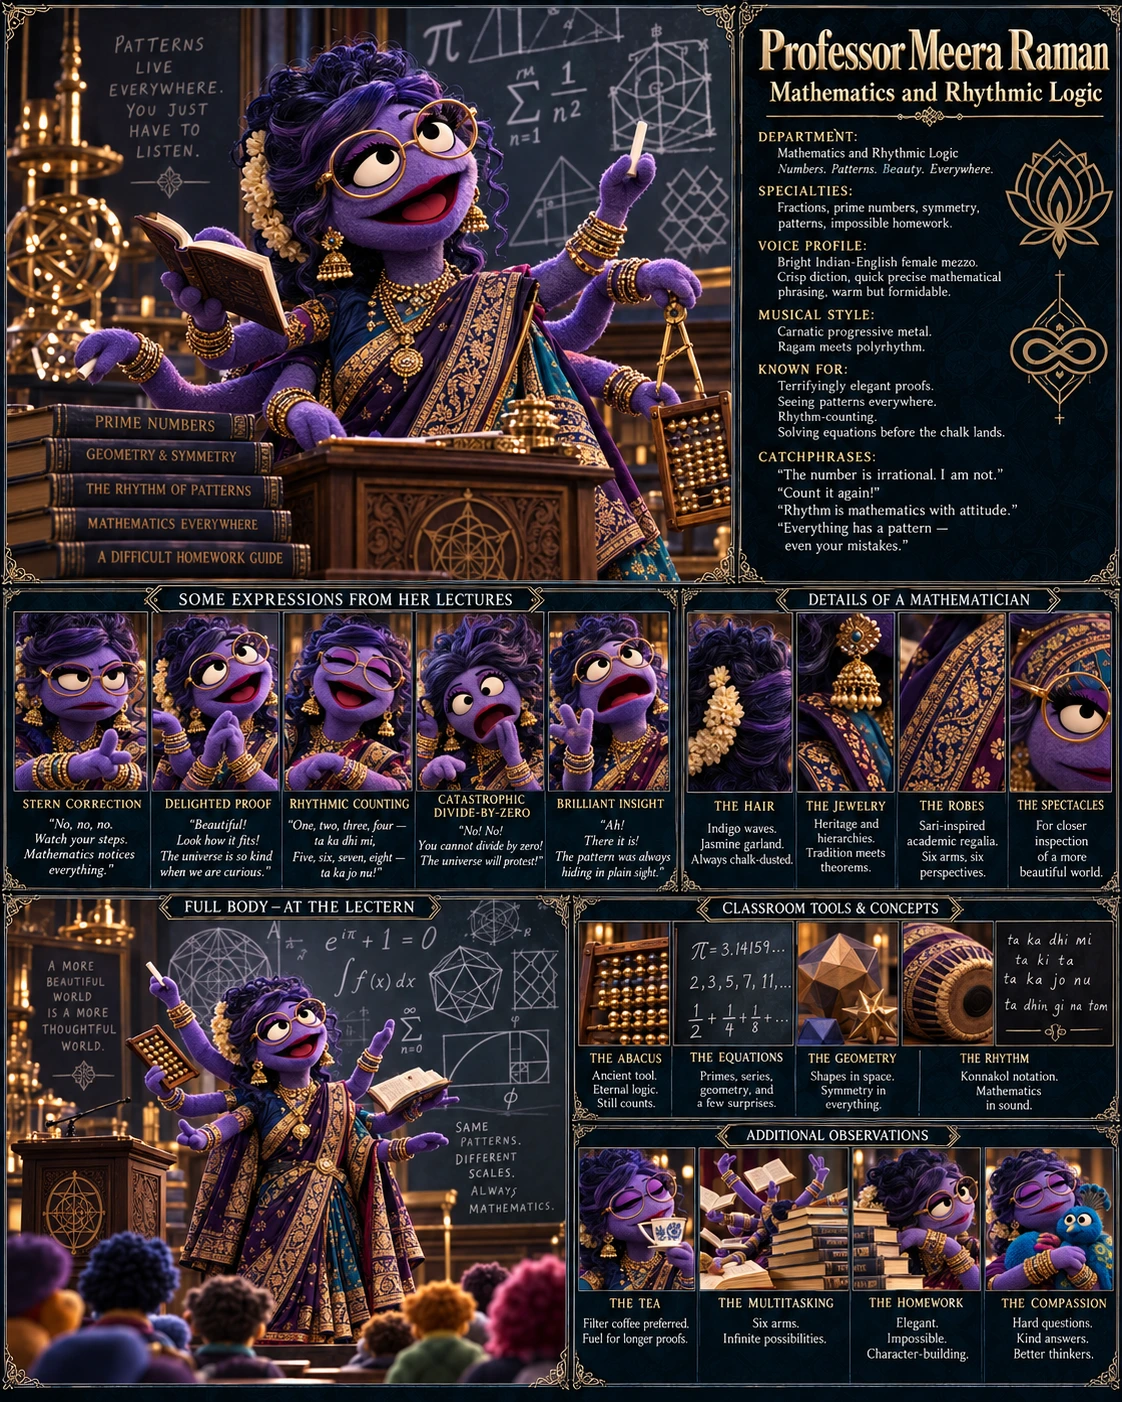 PATTERNS
LIVE
EVERYWHERE.
YOU JUST
HAVE TO
LISTEN.
π
∑ 1/n²
n=1
PRIME NUMBERS
GEOMETRY & SYMMETRY
THE RHYTHM OF PATTERNS
MATHEMATICS EVERYWHERE
A DIFFICULT HOMEWORK GUIDE
Professor Meera Raman
Mathematics and Rhythmic Logic
DEPARTMENT:
Mathematics and Rhythmic Logic
Numbers. Patterns. Beauty. Everywhere.
SPECIALTIES:
Fractions, prime numbers, symmetry,
patterns, impossible homework.
VOICE PROFILE:
Bright Indian-English female mezzo.
Crisp diction, quick precise mathematical
phrasing, warm but formidable.
MUSICAL STYLE:
Carnatic progressive metal.
Ragam meets polyrhythm.
KNOWN FOR:
Terrifyingly elegant proofs.
Seeing patterns everywhere.
Rhythm-counting.
Solving equations before the chalk lands.
CATCHPHRASES:
“The number is irrational. I am not.”
“Count it again!”
“Rhythm is mathematics with attitude.”
“Everything has a pattern —
even your mistakes.”
SOME EXPRESSIONS FROM HER LECTURES
STERN CORRECTION
“No, no, no.
Watch your steps.
Mathematics notices
everything.”
DELIGHTED PROOF
“Beautiful!
Look how it fits!
The universe is so kind
when we are curious.”
RHYTHMIC COUNTING
“One, two, three, four —
ta ka dhi mi,
Five, six, seven, eight —
ta ka jo nu!”
CATASTROPHIC
DIVIDE-BY-ZERO
“No! No!
You cannot divide by zero!
The universe will protest!”
BRILLIANT INSIGHT
“Ah!
There it is!
The pattern was always
hiding in plain sight.”
DETAILS OF A MATHEMATICIAN
THE HAIR
Indigo waves.
Jasmine garland.
Always chalk-dusted.
THE JEWELRY
Heritage and
hierarchies.
Tradition meets
theorems.
THE ROBES
Sari-inspired
academic regalia.
Six arms, six
perspectives.
THE SPECTACLES
For closer
inspection
of a more
beautiful world.
FULL BODY – AT THE LECTERN
A MORE
BEAUTIFUL
WORLD
IS A MORE
THOUGHTFUL
WORLD.
A
e^iπ + 1 = 0
∫ f(x) dx
∞
∑
n=0
φ
ϕ
SAME
PATTERNS.
DIFFERENT
SCALES.
ALWAYS
MATHEMATICS.
CLASSROOM TOOLS & CONCEPTS
π = 3.14159...
2, 3, 5, 7, 11,...
1/2 + 1/4 + 1/8 + ...
ta ka dhi mi
ta ki ta
ta ka jo nu
ta dhin gi na tom
THE ABACUS
Ancient tool.
Eternal logic.
Still counts.
THE EQUATIONS
Primes, series,
geometry, and
a few surprises.
THE GEOMETRY
Shapes in space.
Symmetry in
everything.
THE RHYTHM
Konnakol notation.
Mathematics
in sound.
ADDITIONAL OBSERVATIONS
THE TEA
Filter coffee preferred.
Fuel for longer proofs.
THE MULTITASKING
Six arms.
Infinite possibilities.
THE HOMEWORK
Elegant.
Impossible.
Character-building.
THE COMPASSION
Hard questions.
Kind answers.
Better thinkers.